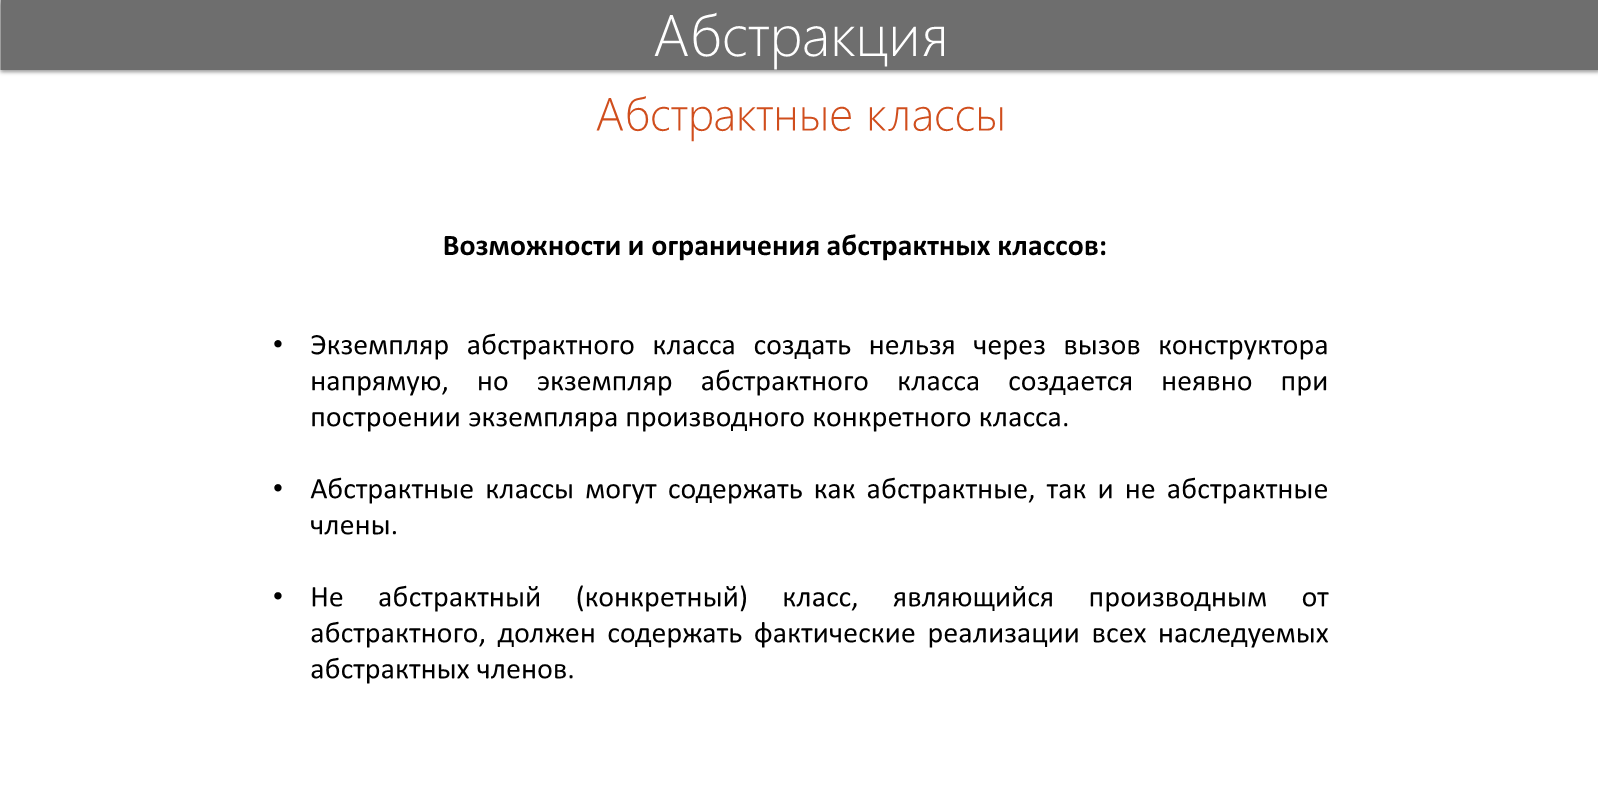 Абстракция
Абстрактные классы
Возможности и ограничения абстрактных классов:
• Экземпляр абстрактного класса создать нельзя через вызов конструктора
напрямую, но экземпляр абстрактного класса создается неявно при
построении экземпляра производного конкретного класса.
• Абстрактные классы могут содержать как абстрактные, так и не абстрактные
члены.
• Не абстрактный (конкретный) класс, являющийся производным от
абстрактного, должен содержать фактические реализации всех наследуемых
абстрактных членов.